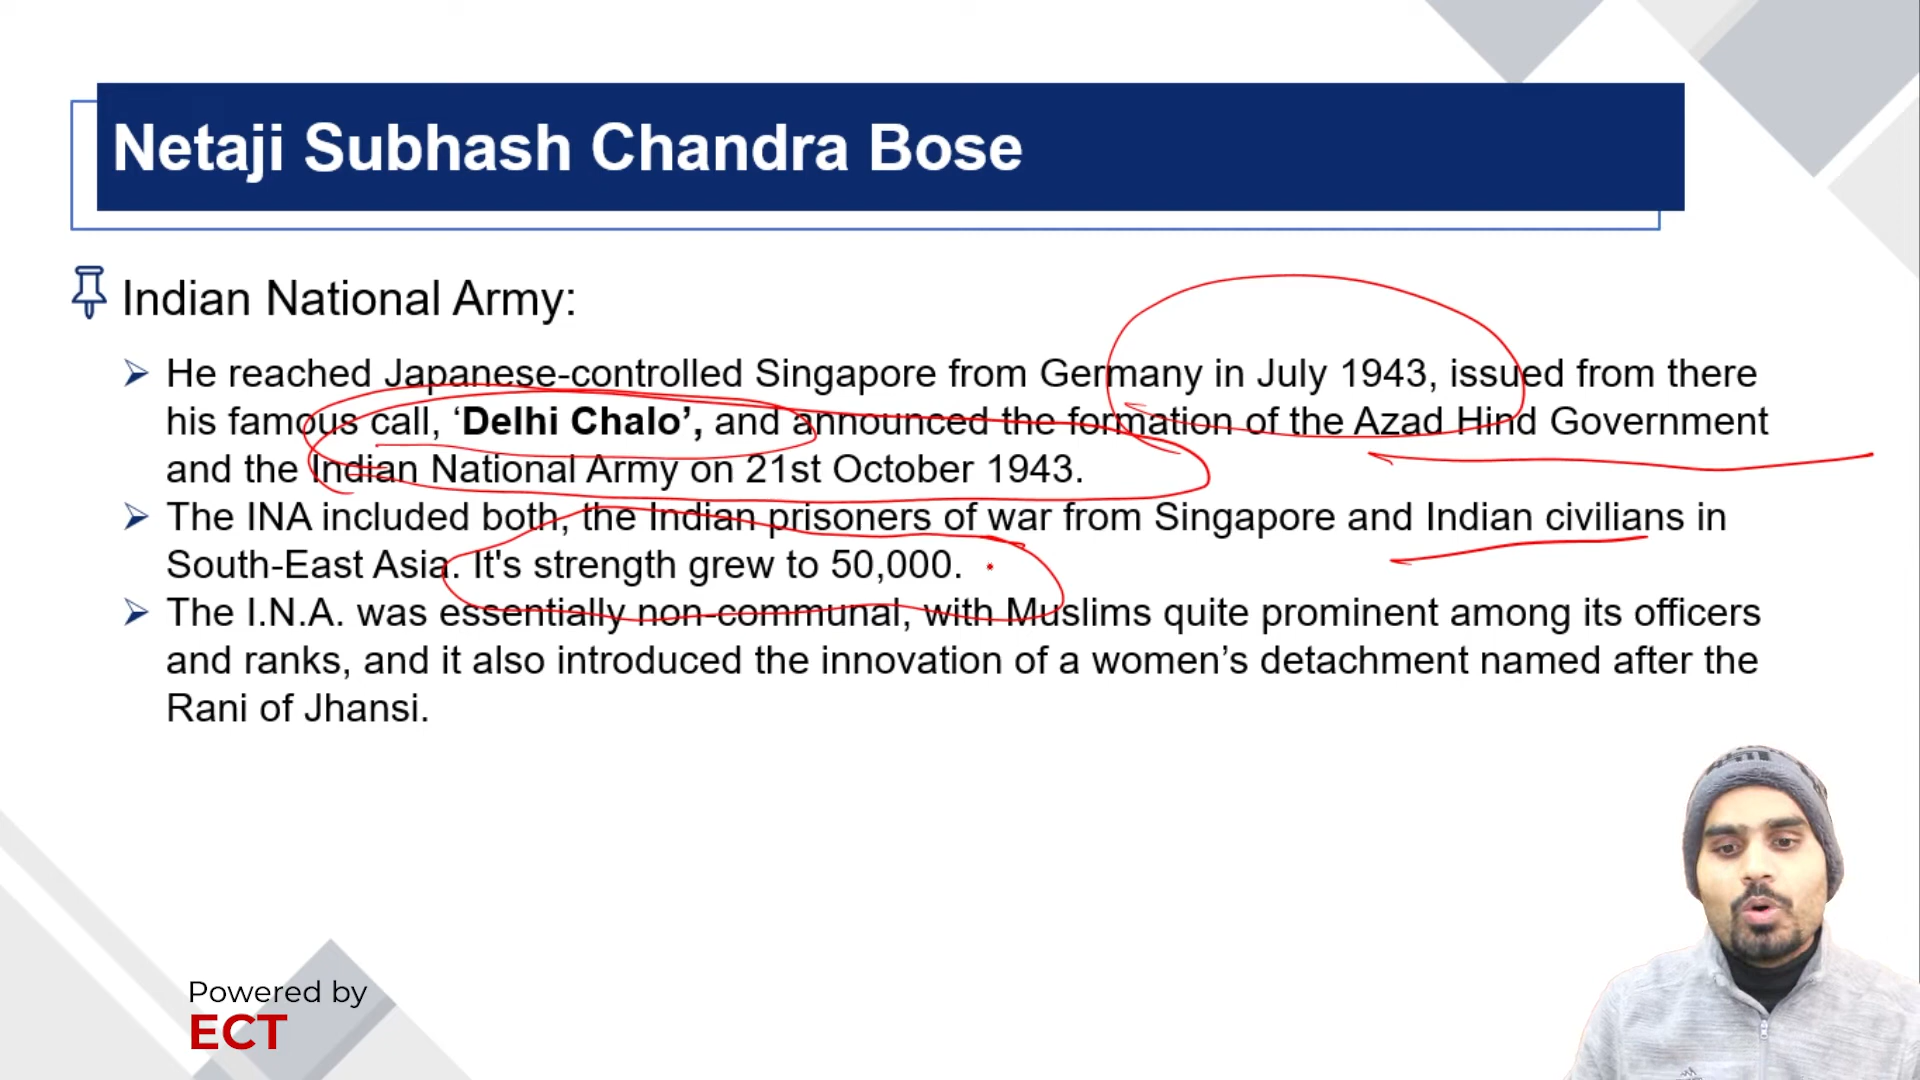 Netaji Subhash Chandra Bose
Indian National Army:
He reached Japanese-controlled Singapore from Germany in July 1943, issued from there
his famous call, ‘Delhi Chalo’, and announced the formation of the Azad Hind Government
and the Indian National Army on 21st October 1943.
The INA included both, the Indian prisoners of war from Singapore and Indian civilians in
South-East Asia. It's strength grew to 50,000.
The I.N.A. was essentially non-communal, with Muslims quite prominent among its officers
and ranks, and it also introduced the innovation of a women’s detachment named after the
Rani of Jhansi.
Powered by
ECT